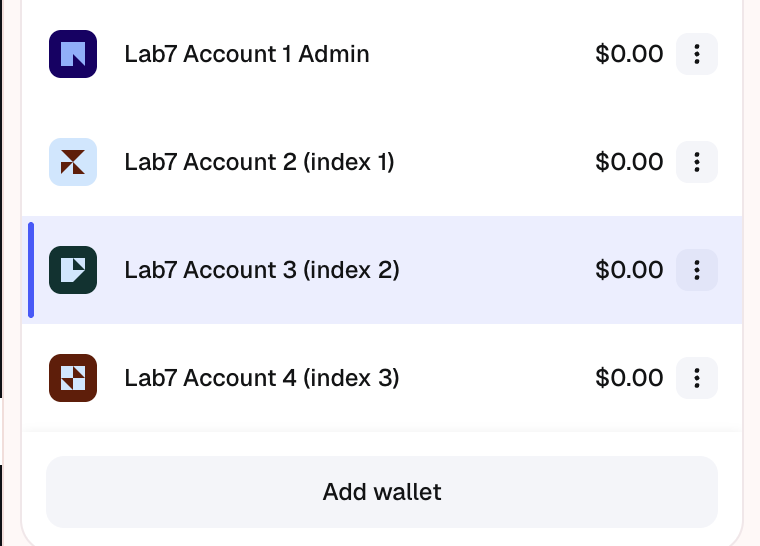 Lab7 Account 1 Admin $0.00
Lab7 Account 2 (index 1) $0.00
Lab7 Account 3 (index 2) $0.00
Lab7 Account 4 (index 3) $0.00
Add wallet